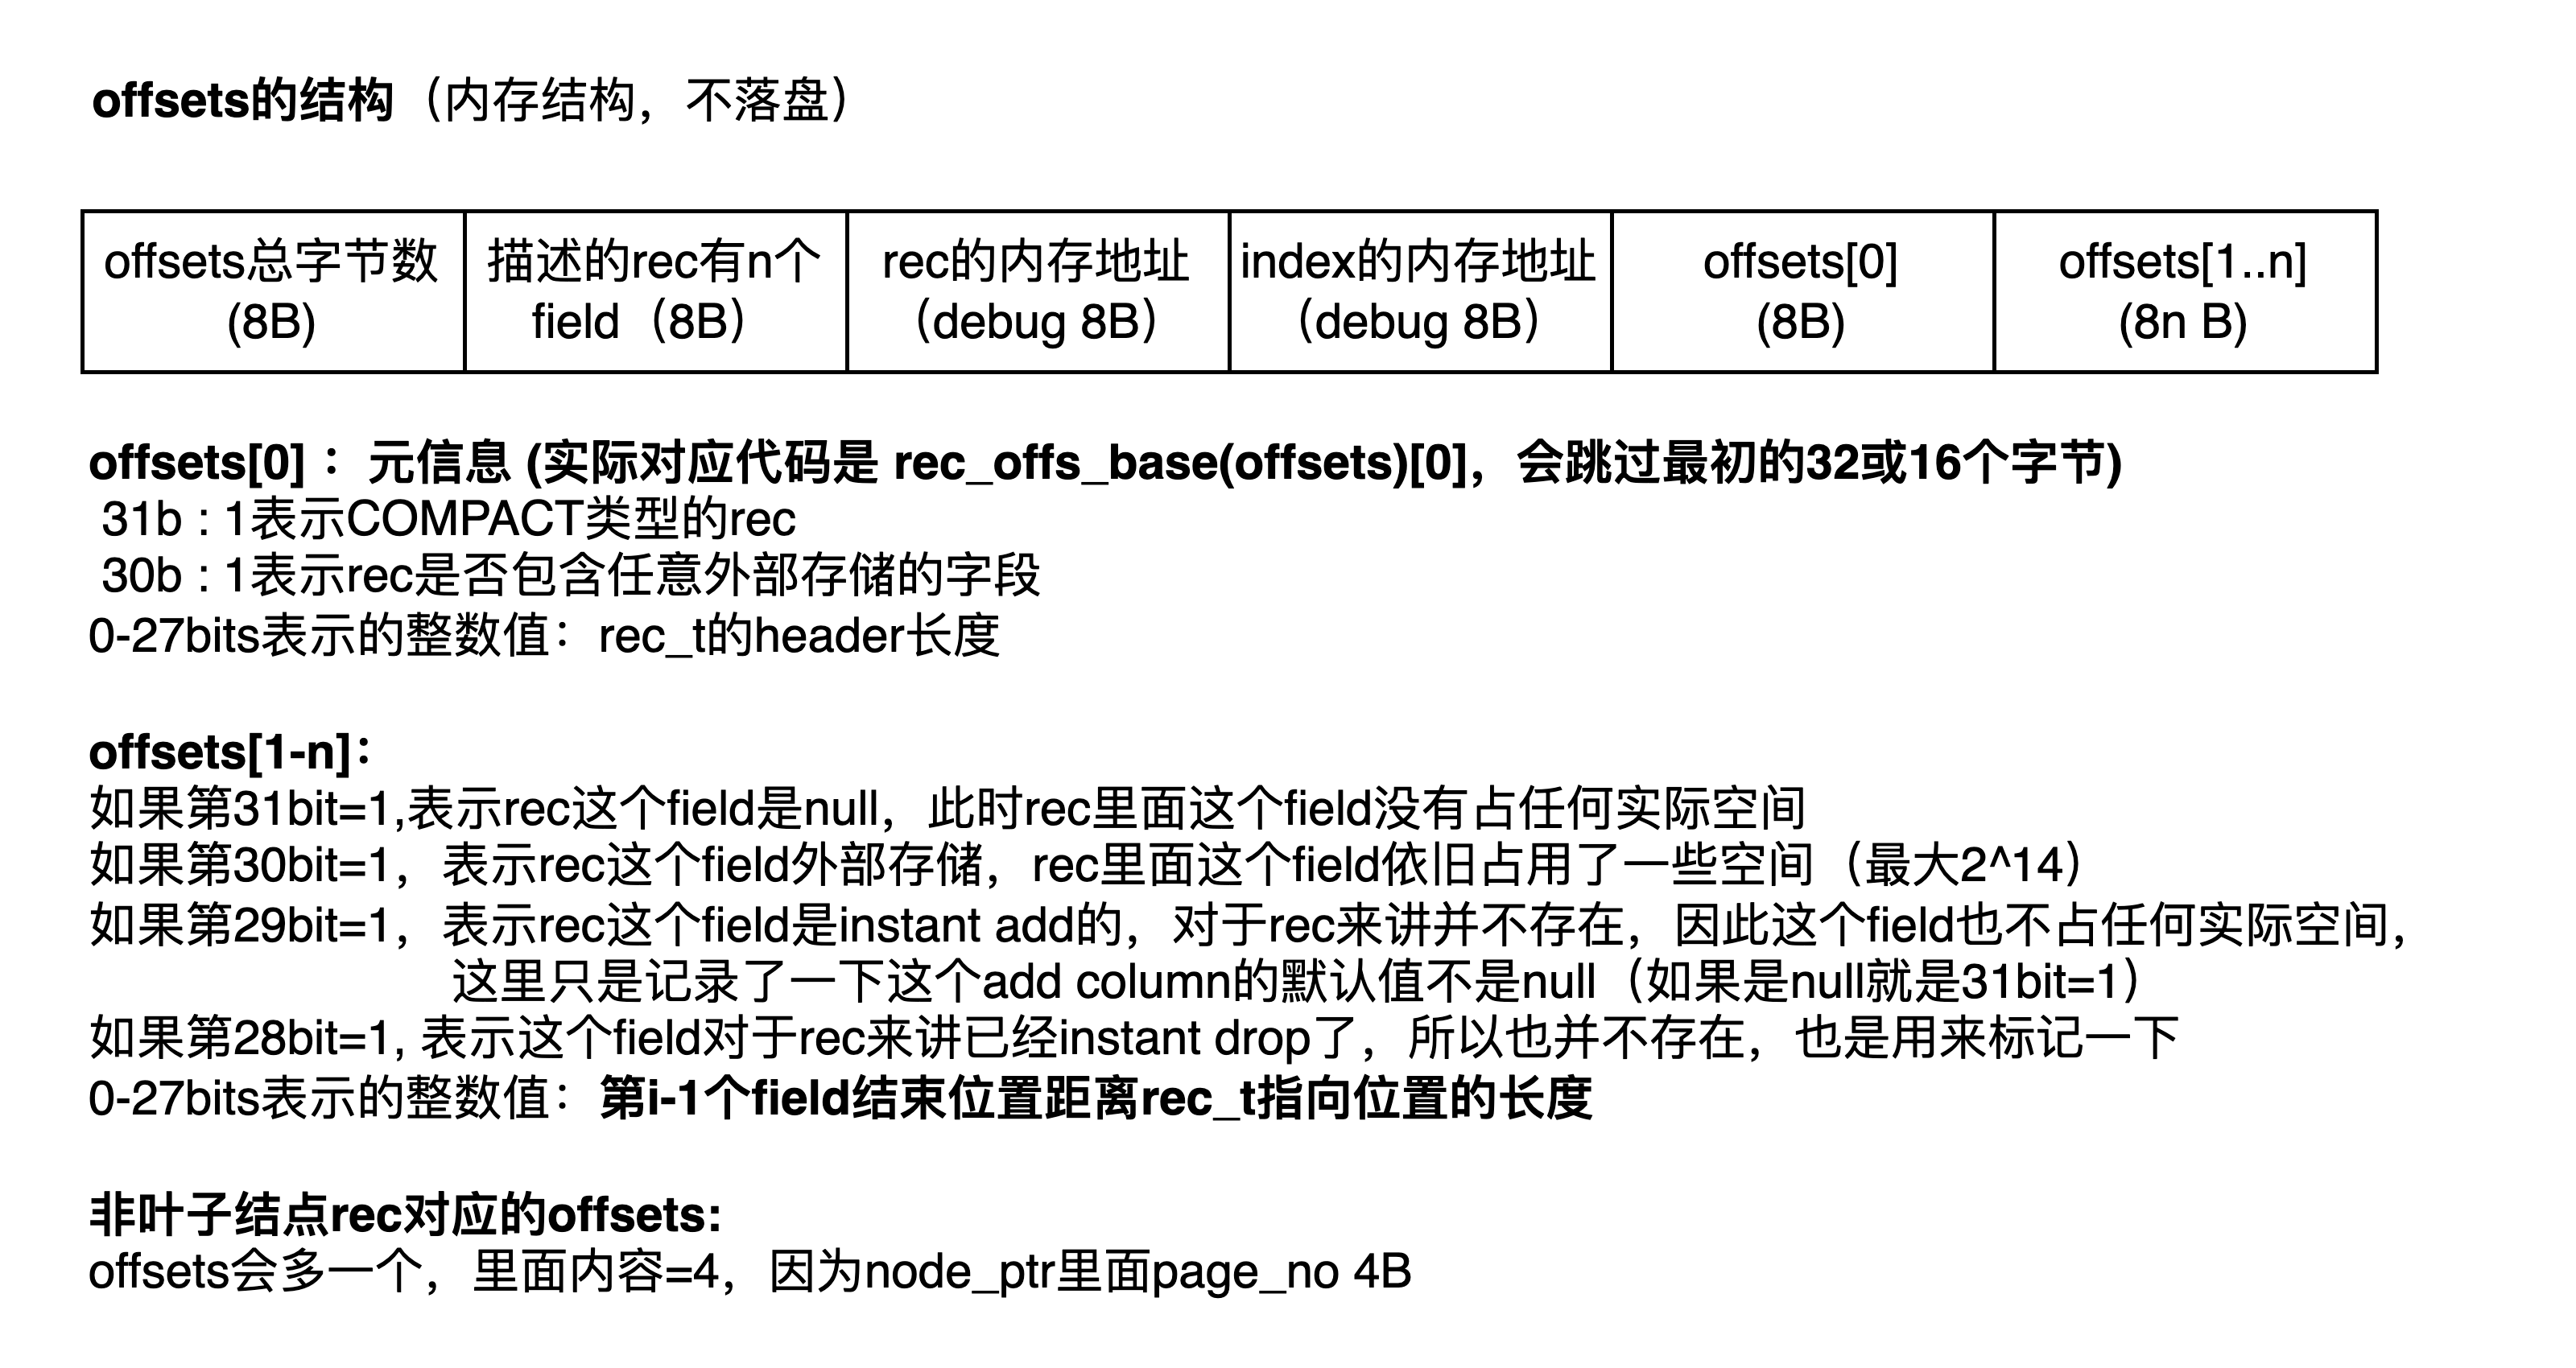 offsets的结构（内存结构，不落盘）
offsets总字节数
(8B)
描述的rec有n个
field（8B）
rec的内存地址
（debug 8B）
index的内存地址
（debug 8B）
offsets[0]
(8B)
offsets[1..n]
(8n B)
offsets[0] ：元信息 (实际对应代码是 rec_offs_base(offsets)[0]，会跳过最初的32或16个字节)
31b : 1表示COMPACT类型的rec
30b : 1表示rec是否包含任意外部存储的字段
0-27bits表示的整数值：rec_t的header长度
offsets[1-n]：
如果第31bit=1,表示rec这个field是null，此时rec里面这个field没有占任何实际空间
如果第30bit=1，表示rec这个field外部存储，rec里面这个field依旧占用了一些空间（最大2^14）
如果第29bit=1，表示rec这个field是instant add的，对于rec来讲并不存在，因此这个field也不占任何实际空间，
这里只是记录了一下这个add column的默认值不是null（如果是null就是31bit=1）
如果第28bit=1, 表示这个field对于rec来讲已经instant drop了，所以也并不存在，也是用来标记一下
0-27bits表示的整数值：第i-1个field结束位置距离rec_t指向位置的长度
非叶子结点rec对应的offsets:
offsets会多一个，里面内容=4，因为node_ptr里面page_no 4B